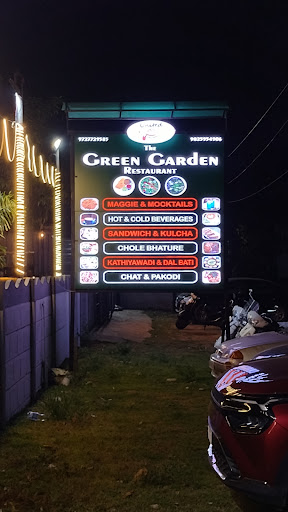 The
9727729585
9825954906
GREEN GARDEN
RESTAURANT
MAGGIE & MOCKTAILS
HOT & COLD BEVERAGES
SANDWICH & KULCHA
CHOLE BHATURE
KATHIYAWADI & DAL BATI
CHAT & PAKODI